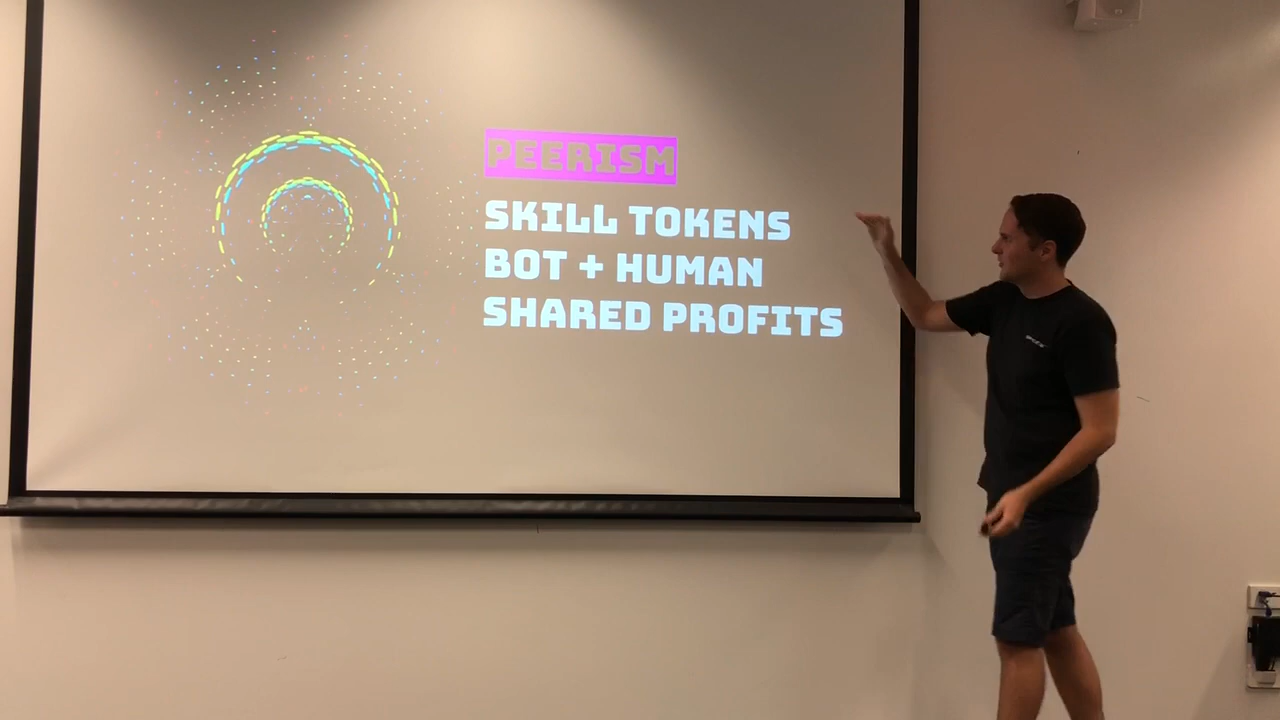 PEERISM
SKILL TOKENS
BOT + HUMAN
SHARED PROFITS